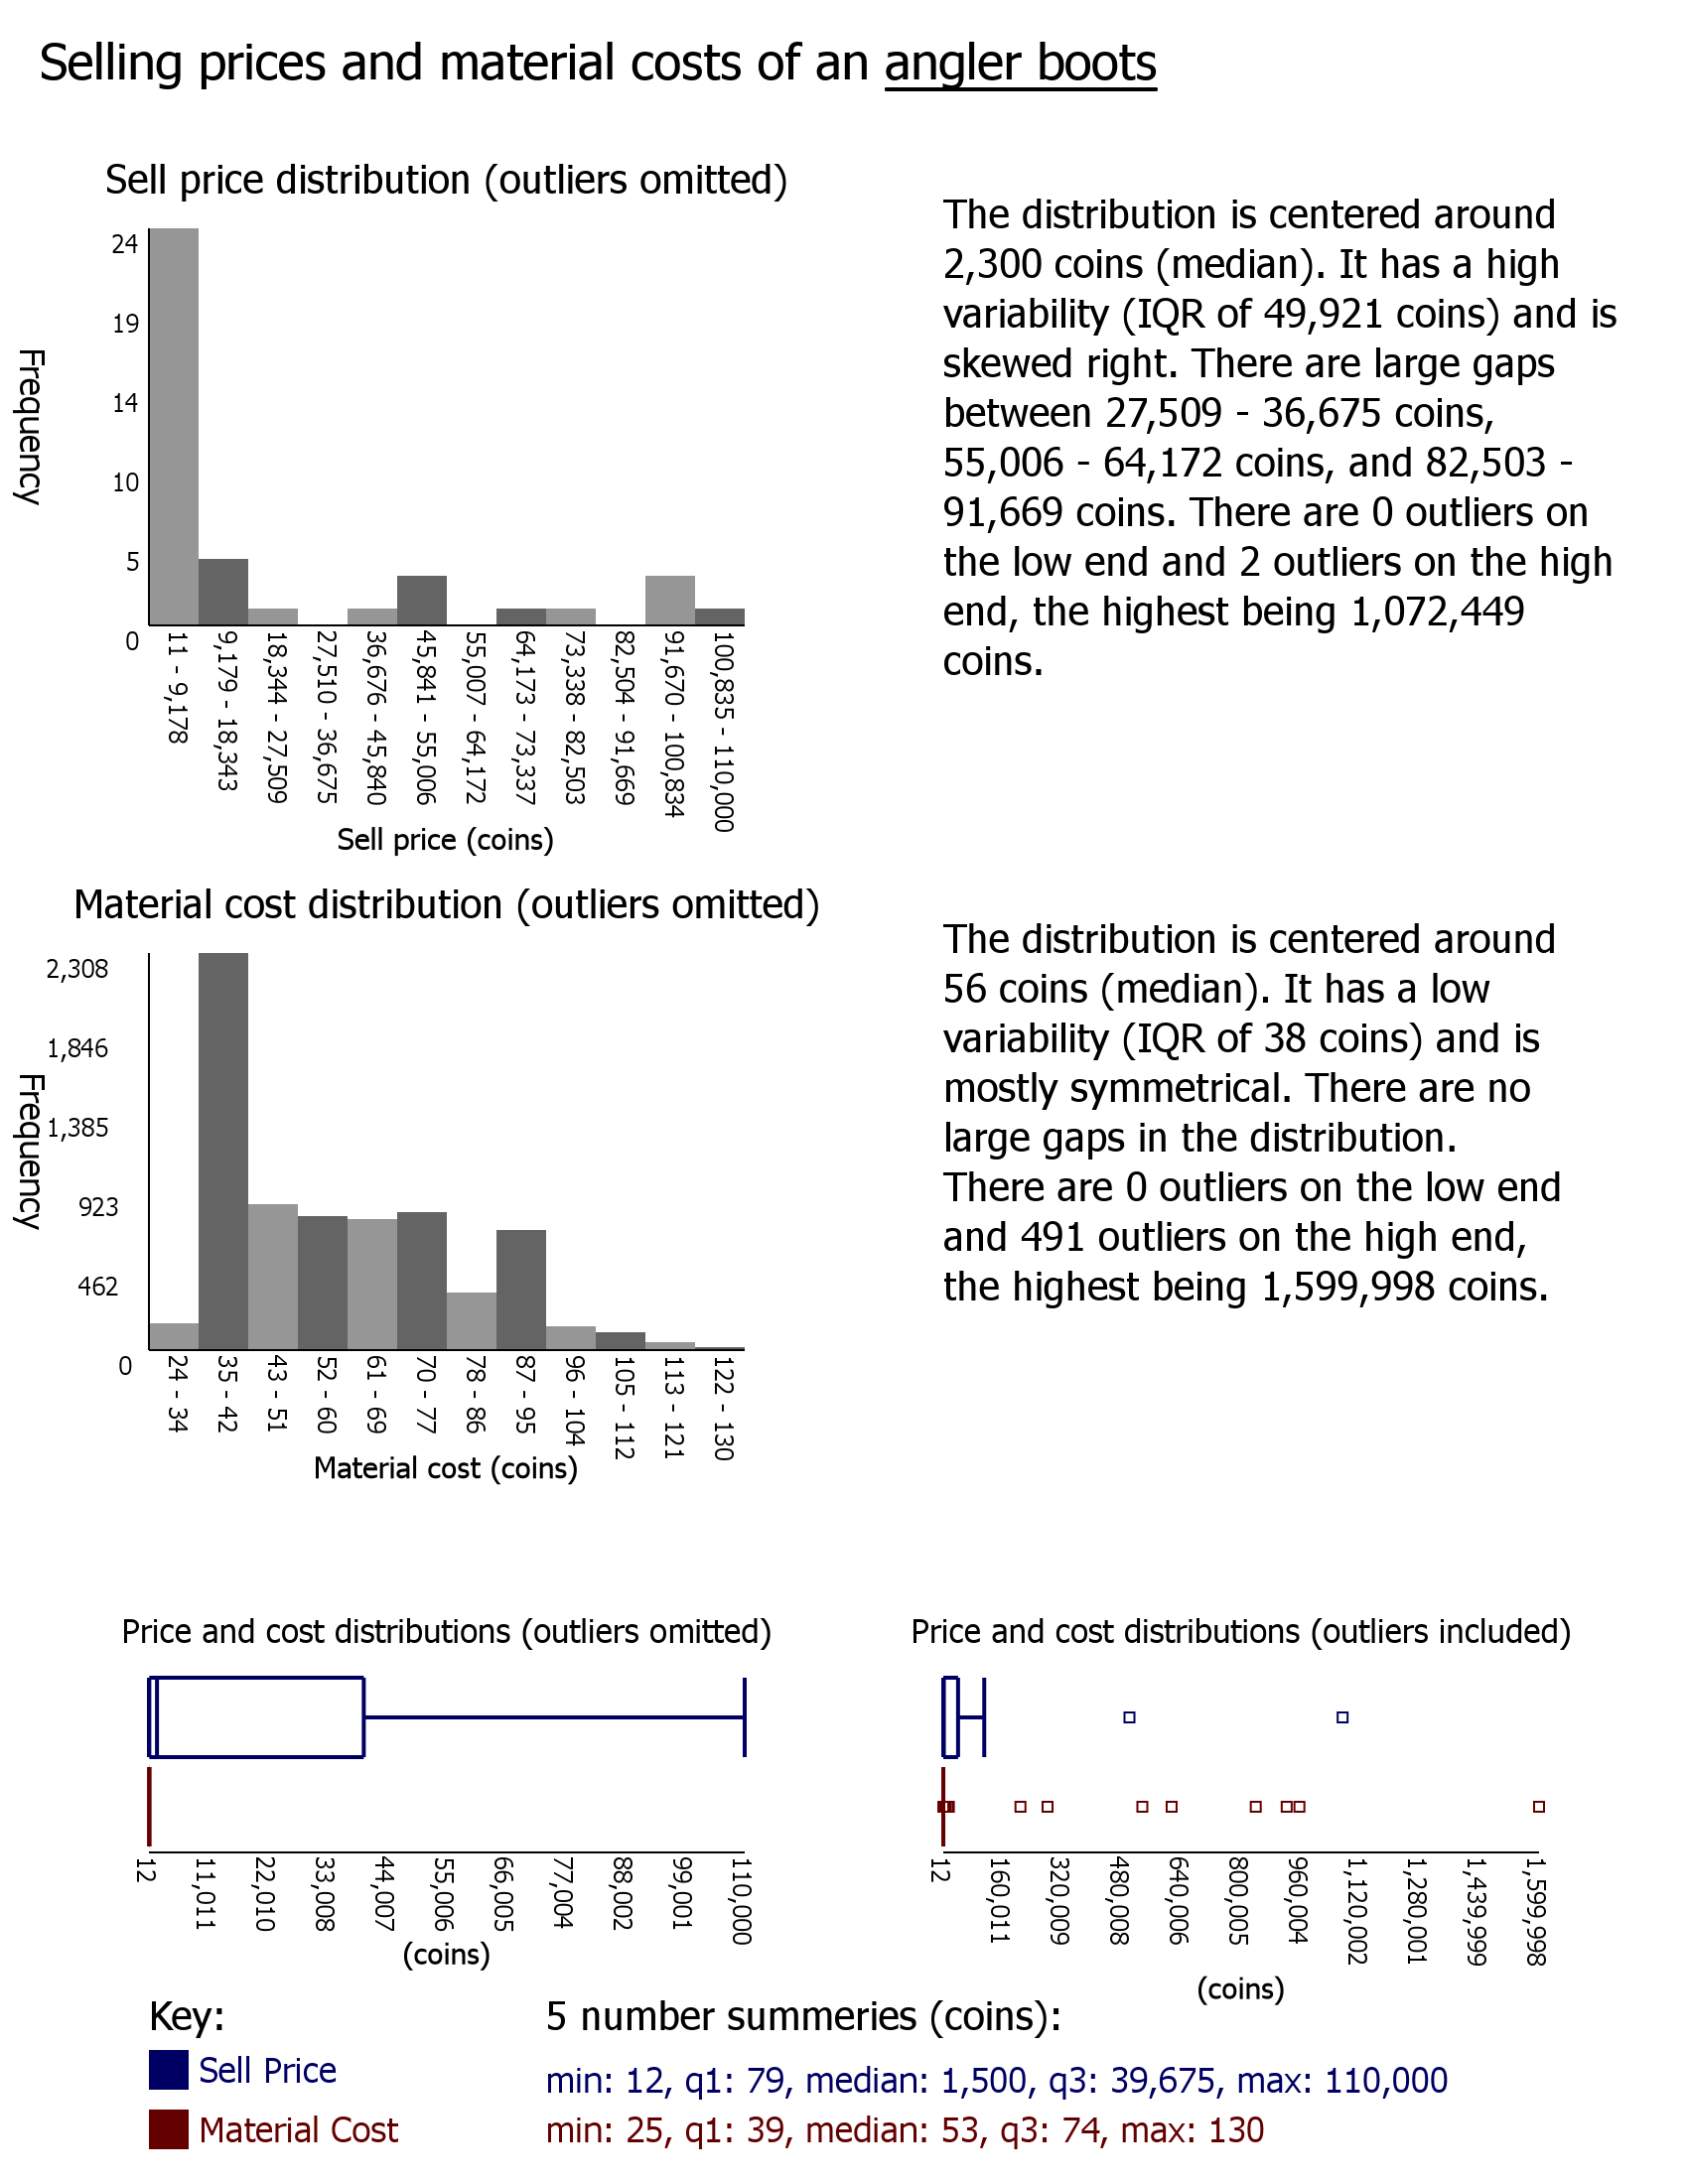 Selling prices and material costs of an angler boots
Sell price distribution (outliers omitted)
24
19
14
10
5
0
Frequency
11 - 9,178
9,179 - 18,343
18,344 - 27,509
27,510 - 36,675
36,676 - 45,840
45,841 - 55,006
55,007 - 64,172
64,173 - 73,337
73,338 - 82,503
82,504 - 91,669
91,670 - 100,834
100,835 - 110,000
Sell price (coins)
The distribution is centered around
2,300 coins (median). It has a high
variability (IQR of 49,921 coins) and is
skewed right. There are large gaps
between 27,509 - 36,675 coins,
55,006 - 64,172 coins, and 82,503 -
91,669 coins. There are 0 outliers on
the low end and 2 outliers on the high
end, the highest being 1,072,449
coins.
Material cost distribution (outliers omitted)
2,308
1,846
1,385
923
462
0
Frequency
24 - 34
35 - 42
43 - 51
52 - 60
61 - 69
70 - 77
78 - 86
87 - 95
96 - 104
105 - 112
113 - 121
122 - 130
Material cost (coins)
The distribution is centered around
56 coins (median). It has a low
variability (IQR of 38 coins) and is
mostly symmetrical. There are no
large gaps in the distribution.
There are 0 outliers on the low end
and 491 outliers on the high end,
the highest being 1,599,998 coins.
Price and cost distributions (outliers omitted)
12
11,011
22,010
33,008
44,007
55,006
66,005
77,004
88,002
99,001
110,000
(coins)
Price and cost distributions (outliers included)
12
160,011
320,009
480,008
640,006
800,005
960,004
1,120,002
1,280,001
1,439,999
1,599,998
(coins)
Key:
Sell Price
Material Cost
5 number summeries (coins):
min: 12, q1: 79, median: 1,500, q3: 39,675, max: 110,000
min: 25, q1: 39, median: 53, q3: 74, max: 130